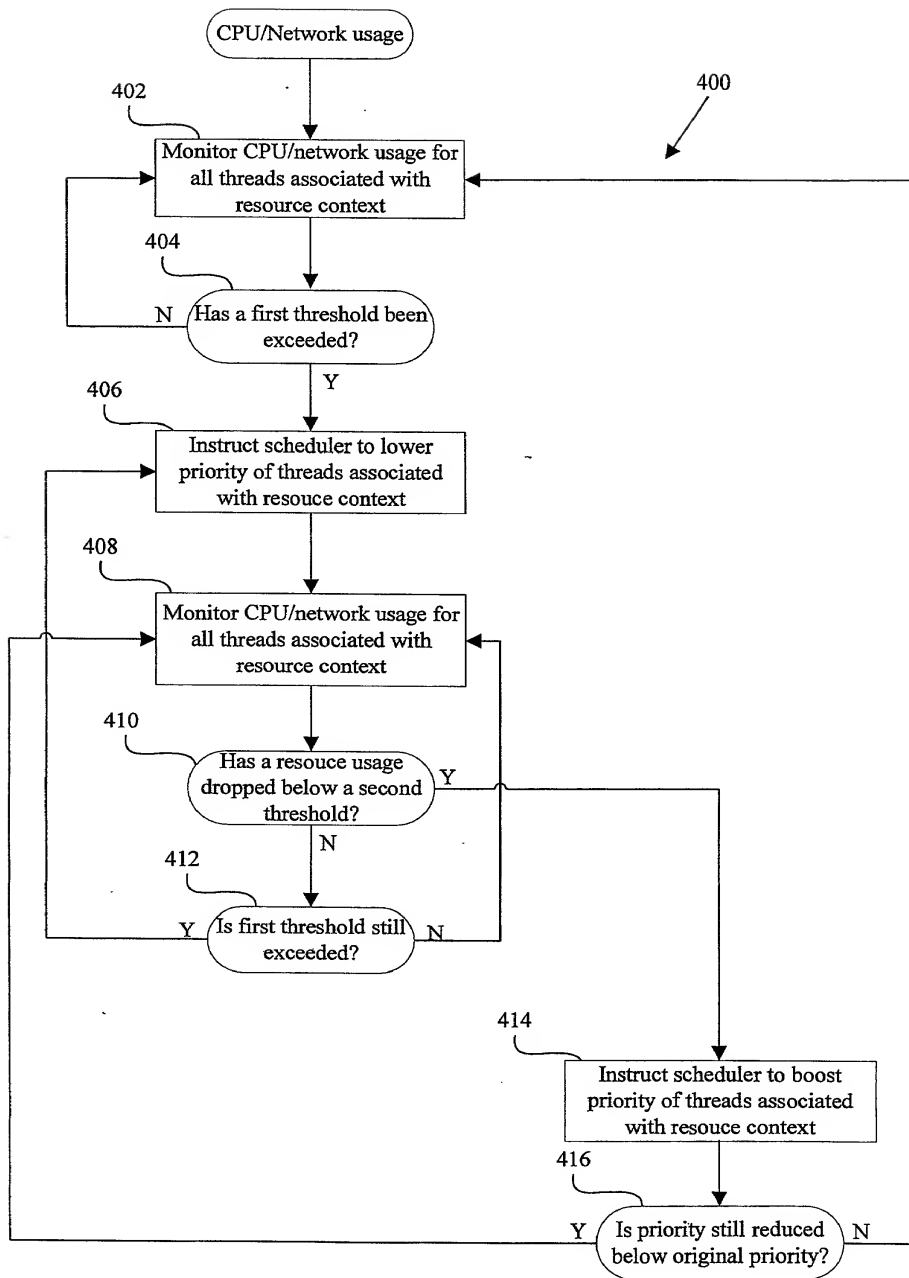 CPU/Network usage
400
402
Monitor CPU/network usage for
all threads associated with
resource context
404
Has a first threshold been
exceeded?
N
Y
406
Instruct scheduler to lower
priority of threads associated
with resouce context
408
Monitor CPU/network usage for
all threads associated with
resource context
410
Has a resouce usage
dropped below a second
threshold?
Y
N
412
Is first threshold still
exceeded?
Y
N
414
Instruct scheduler to boost
priority of threads associated
with resouce context
416
Is priority still reduced
below original priority?
Y
N